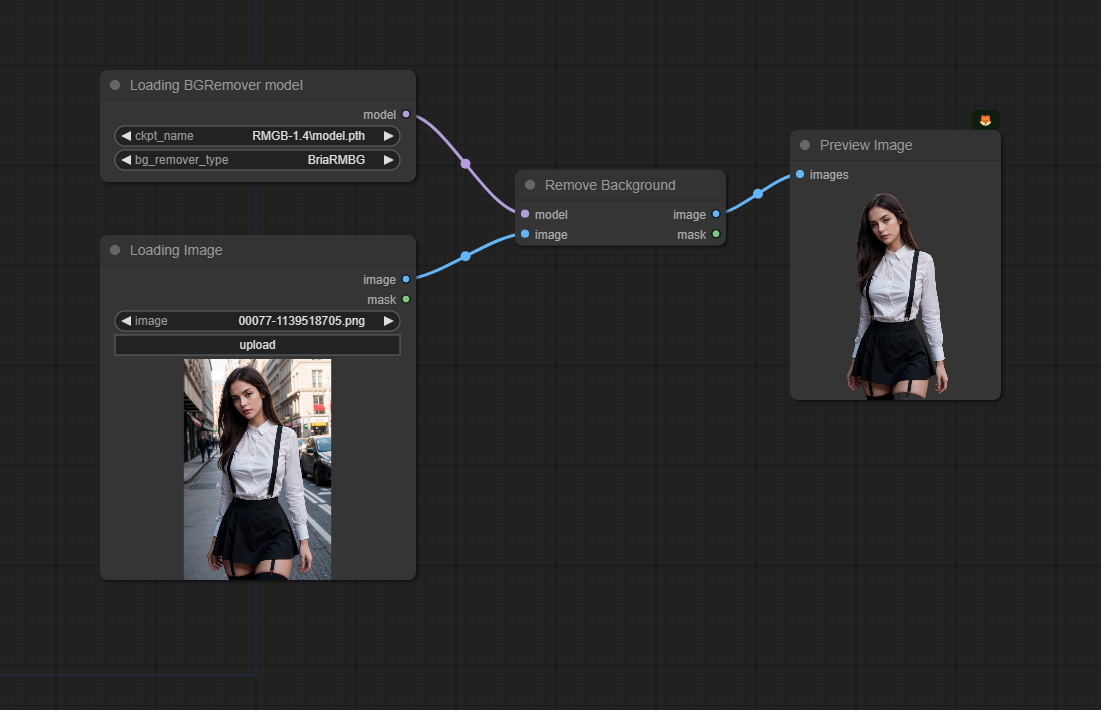 Loading BGRemover model
model
ckpt_name RMGB-1.4\model.pth
bg_remover_type BriaRMBG
Loading Image
image
mask
image 00077-1139518705.png
upload
Remove Background
model image
image mask
Preview Image
images